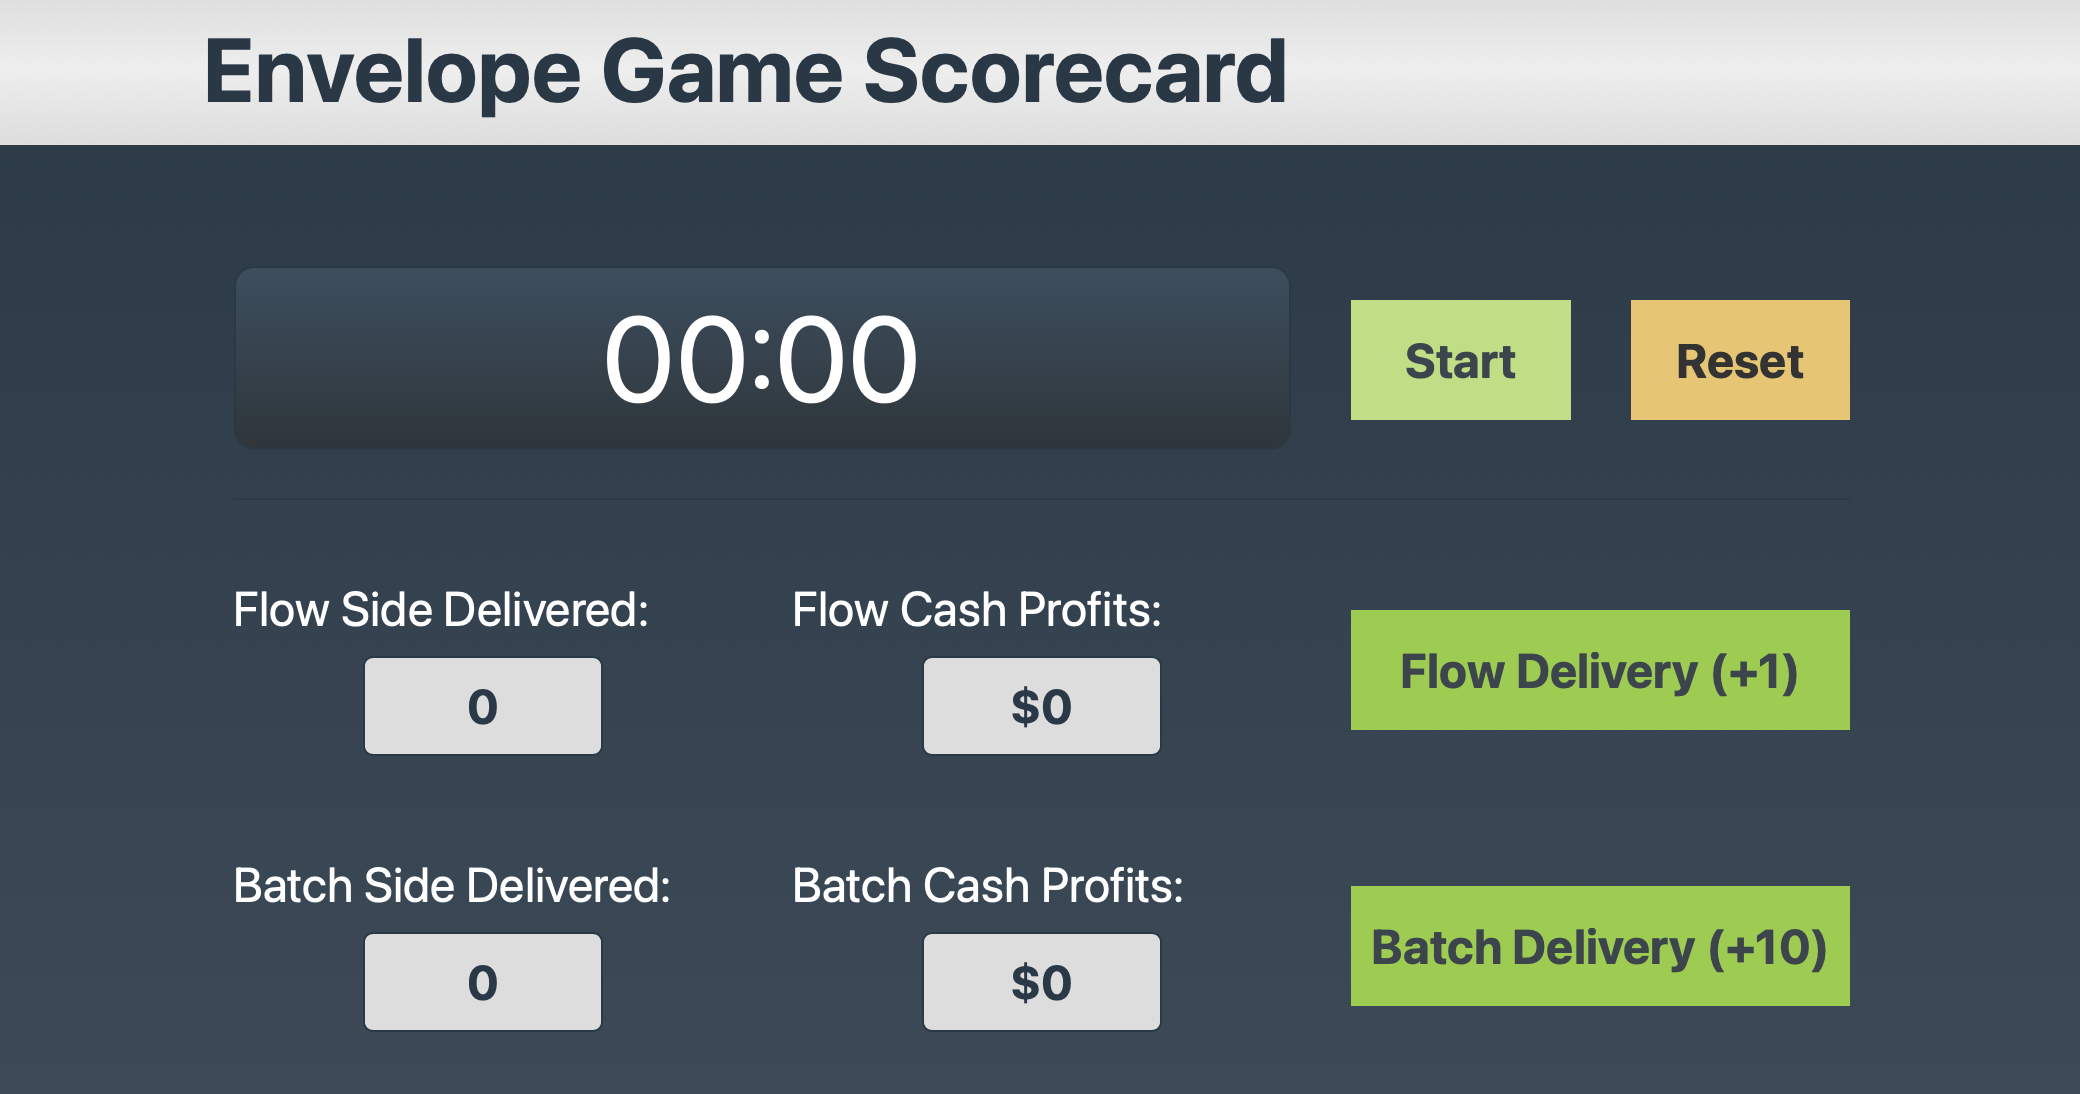 Envelope Game Scorecard
00:00
Start
Reset
Flow Side Delivered:
Flow Cash Profits:
0
$0
Flow Delivery (+1)
Batch Side Delivered:
Batch Cash Profits:
0
$0
Batch Delivery (+10)